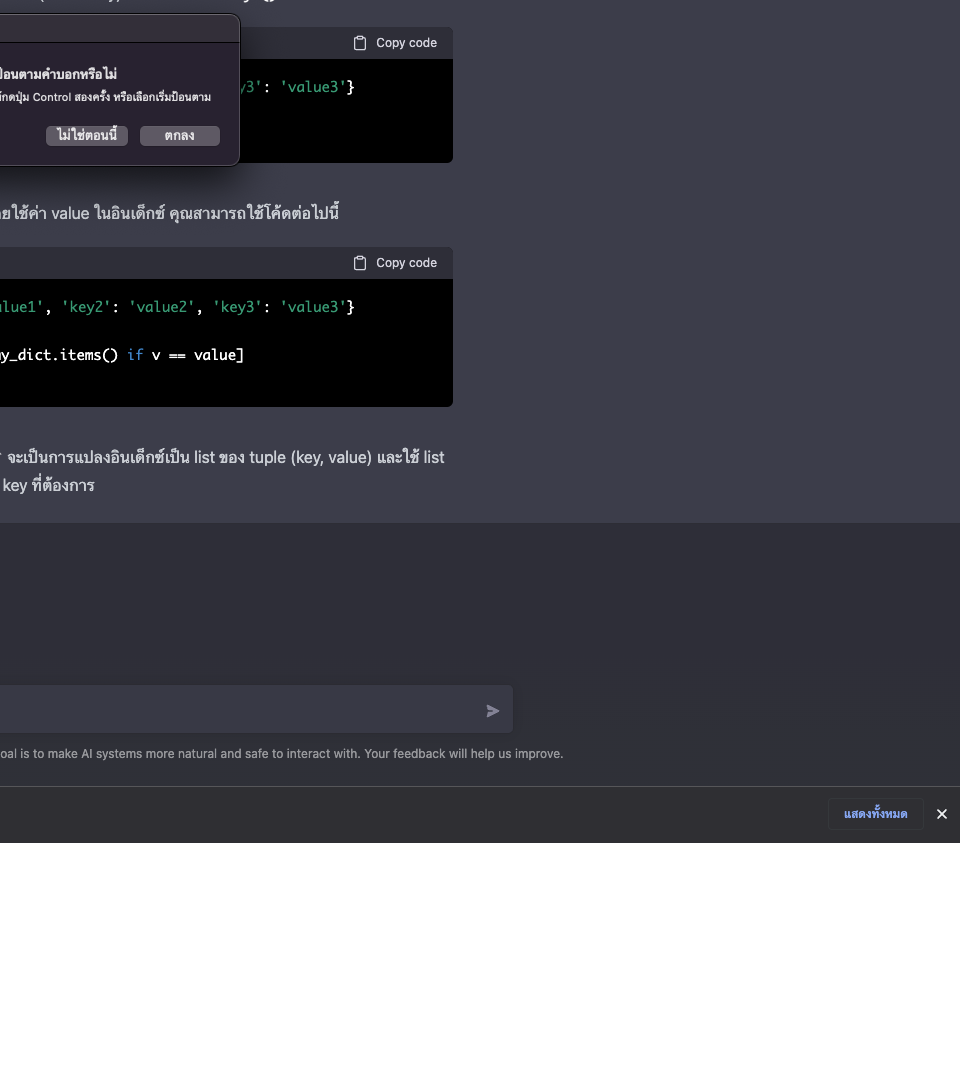 Copy code
ป้อนตามคำบอกหรือไม่
กดปุ่ม Control สองครั้ง หรือเลือกเริ่มป้อนตาม
ไม่ใช่ตอนนี้ ตกลง
y3': 'value3'}
ยใช้ค่า value ในอินเด็กซ์ คุณสามารถใช้โค้ดต่อไปนี้
Copy code
alue1', 'key2': 'value2', 'key3': 'value3'}
y_dict.items() if v == value]
จะเป็นการแปลงอินเด็กซ์เป็น list ของ tuple (key, value) และใช้ list
key ที่ต้องการ
oal is to make AI systems more natural and safe to interact with. Your feedback will help us improve.
แสดงทั้งหมด